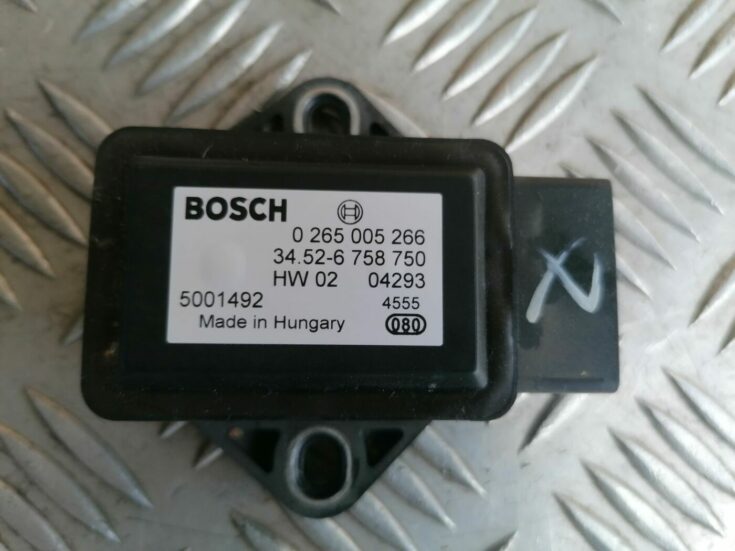 BOSCH
0 265 005 266
34.52-6 758 750
HW 02 04293
5001492 4555
Made in Hungary 080